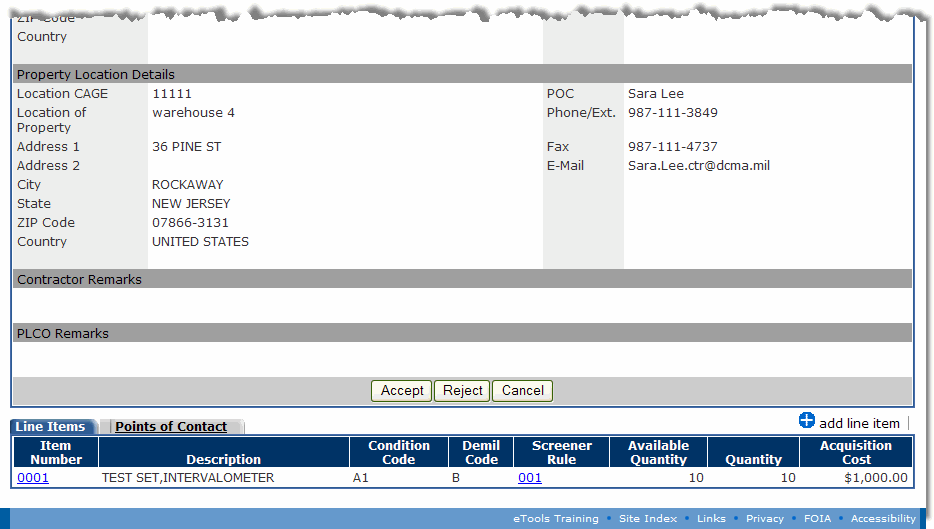 ZIP Code
Country
Property Location Details
Location CAGE 11111 POC Sara Lee
Location of Property warehouse 4 Phone/Ext. 987-111-3849
Address 1 36 PINE ST Fax 987-111-4737
Address 2 E-Mail Sara.Lee.ctr@dcma.mil
City ROCKAWAY
State NEW JERSEY
ZIP Code 07866-3131
Country UNITED STATES
Contractor Remarks
PLCO Remarks
Accept Reject Cancel
Line Items Points of Contact add line item
Item Number Description Condition Code Demil Code Screener Rule Available Quantity Quantity Acquisition Cost
0001 TEST SET,INTERVALOMETER A1 B 001 10 10 $1,000.00
eTools Training • Site Index • Links • Privacy • FOIA • Accessibility